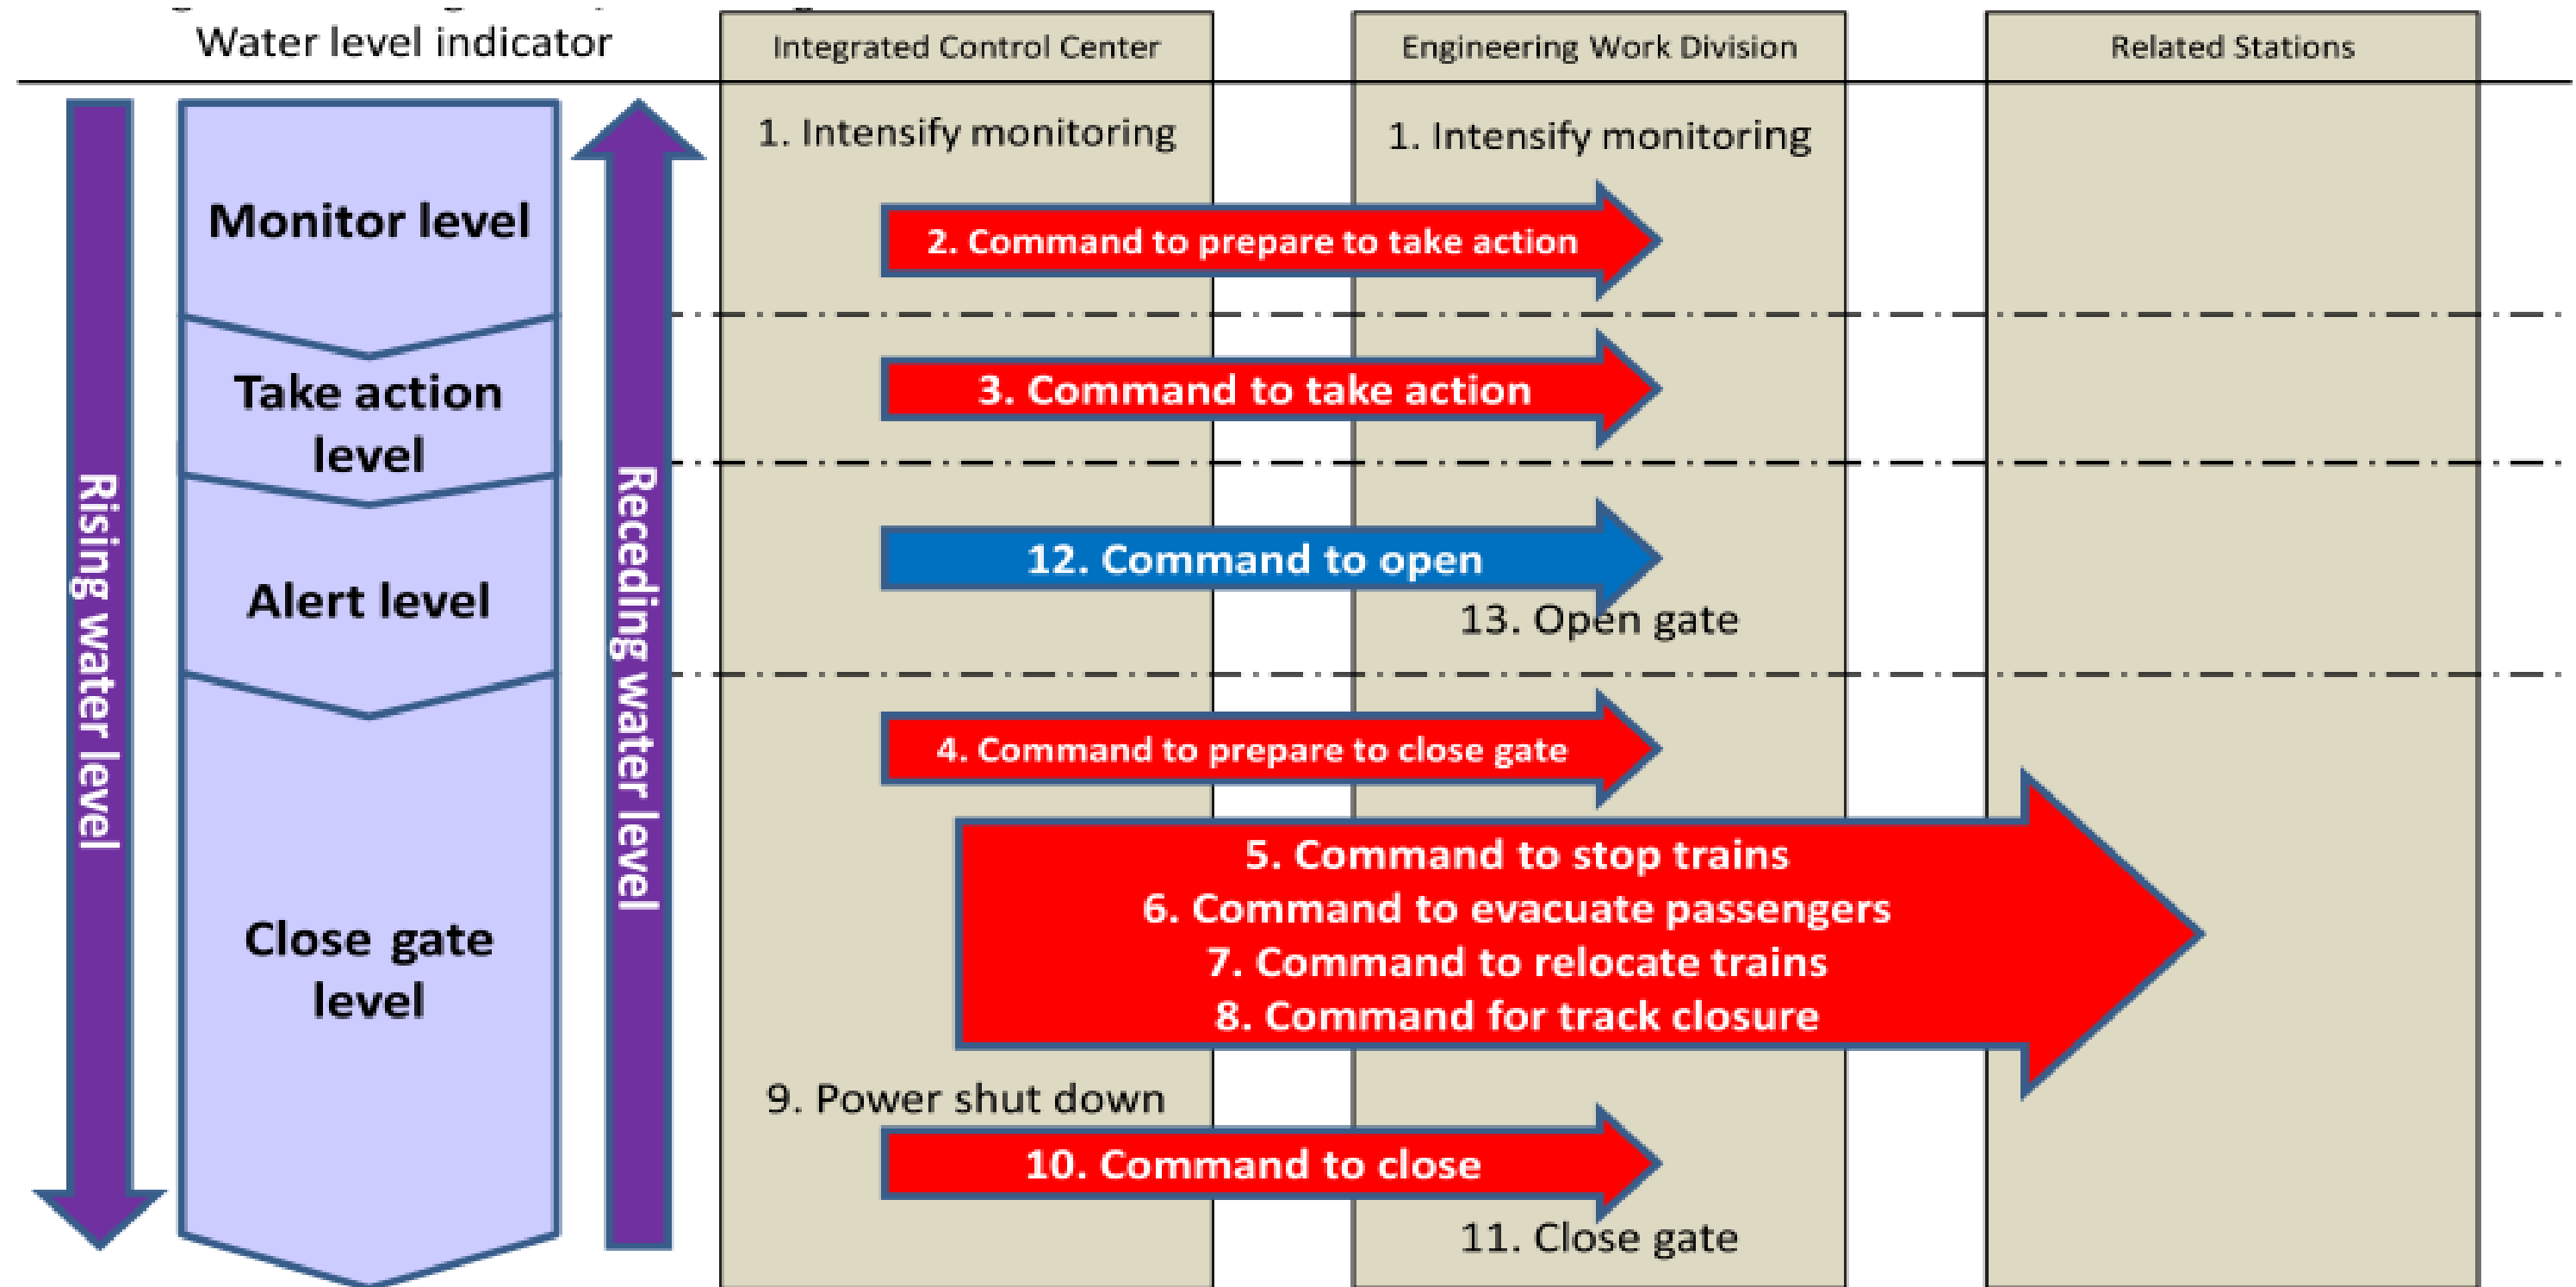 Water level indicator
Integrated Control Center
Engineering Work Division
Related Stations
Rising water level
Monitor level
Take action
level
Alert level
Close gate
level
Receding water level
1. Intensify monitoring
1. Intensify monitoring
2. Command to prepare to take action
3. Command to take action
12. Command to open
13. Open gate
4. Command to prepare to close gate
5. Command to stop trains
6. Command to evacuate passengers
7. Command to relocate trains
8. Command for track closure
9. Power shut down
10. Command to close
11. Close gate